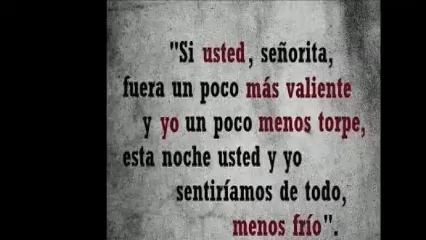 "Si usted, señorita,
fuera un poco más valiente
y yo un poco menos torpe,
esta noche usted y yo
sentiríamos de todo,
menos frío".